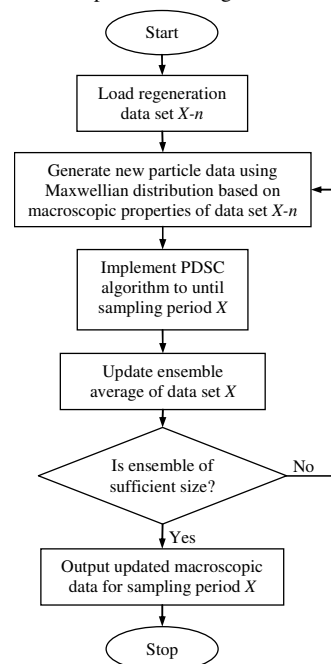 Start
Load regeneration
data set X-n
Generate new particle data using
Maxwellian distribution based on
macroscopic properties of data set X-n
Implement PDSC
algorithm to until
sampling period X
Update ensemble
average of data set X
Is ensemble of
sufficient size?
No
Yes
Output updated macroscopic
data for sampling period X
Stop